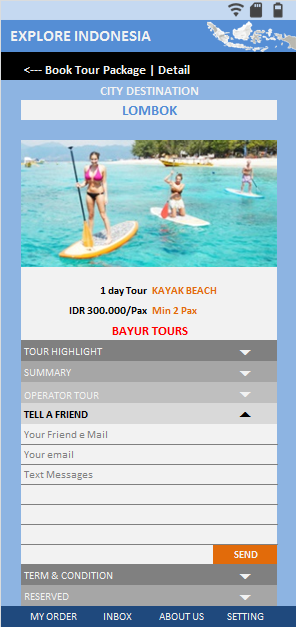 EXPLORE INDONESIA
<--- Book Tour Package | Detail
CITY DESTINATION
LOMBOK
1 day Tour KAYAK BEACH
IDR 300.000/Pax Min 2 Pax
BAYUR TOURS
TOUR HIGHLIGHT
SUMMARY
OPERATOR TOUR
TELL A FRIEND
Your Friend e Mail
Your email
Text Messages
SEND
TERM & CONDITION
RESERVED
MY ORDER INBOX ABOUT US SETTING